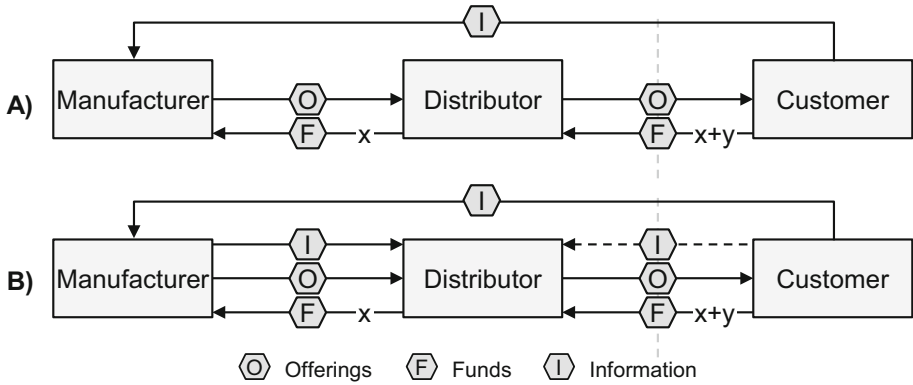 I
A) Manufacturer O Distributor O Customer
F x F x+y
I
I I
B) Manufacturer O Distributor O Customer
F x F x+y
O Offerings F Funds I Information